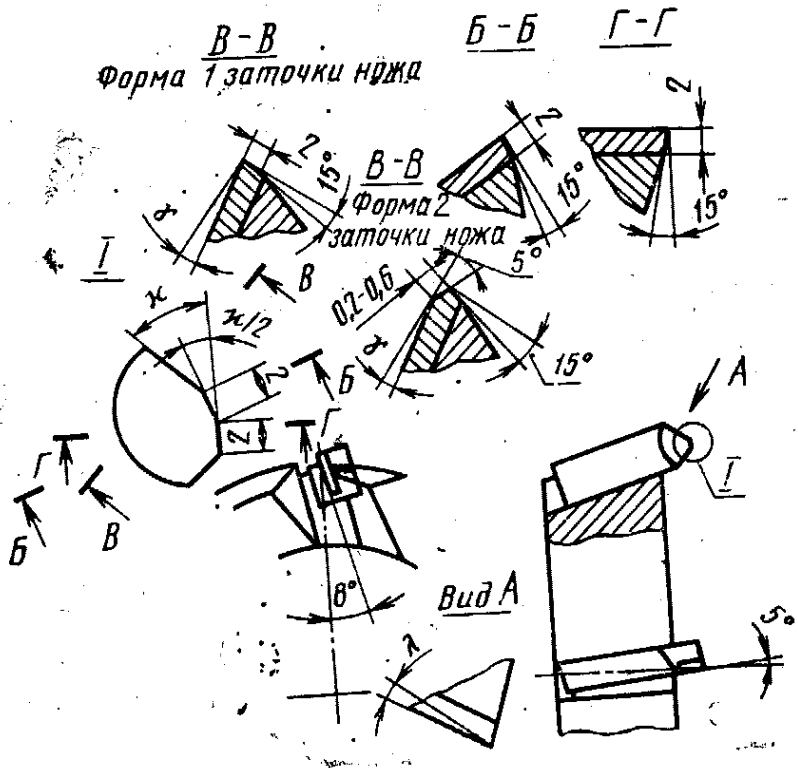 В-В
Форма 1 заточки ножа
Б-Б
Г-Г
2
15°
γ
2
15°
2
15°
В-В
Форма 2
заточки ножа
0,2-0,6
5°
γ
15°
I
ϰ
ϰ/2
2
2
В
Б
Г
Г
Б
В
8°
А
I
Вид А
λ
5°